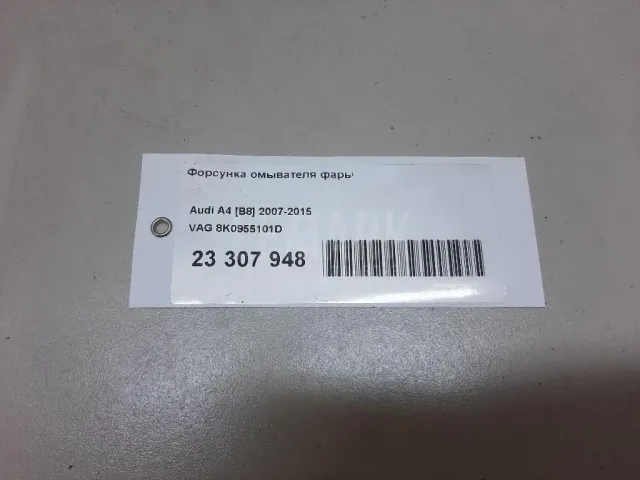 Форсунка омывателя фары
Audi A4 [B8] 2007-2015
VAG 8K0955101D
23 307 948